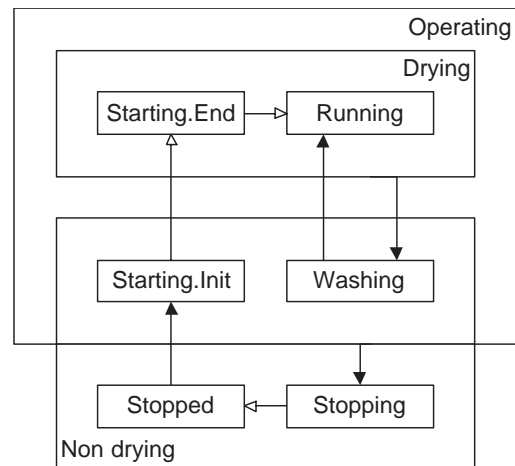 Operating
Drying
Starting.End
Running
Starting.Init
Washing
Stopped
Stopping
Non drying